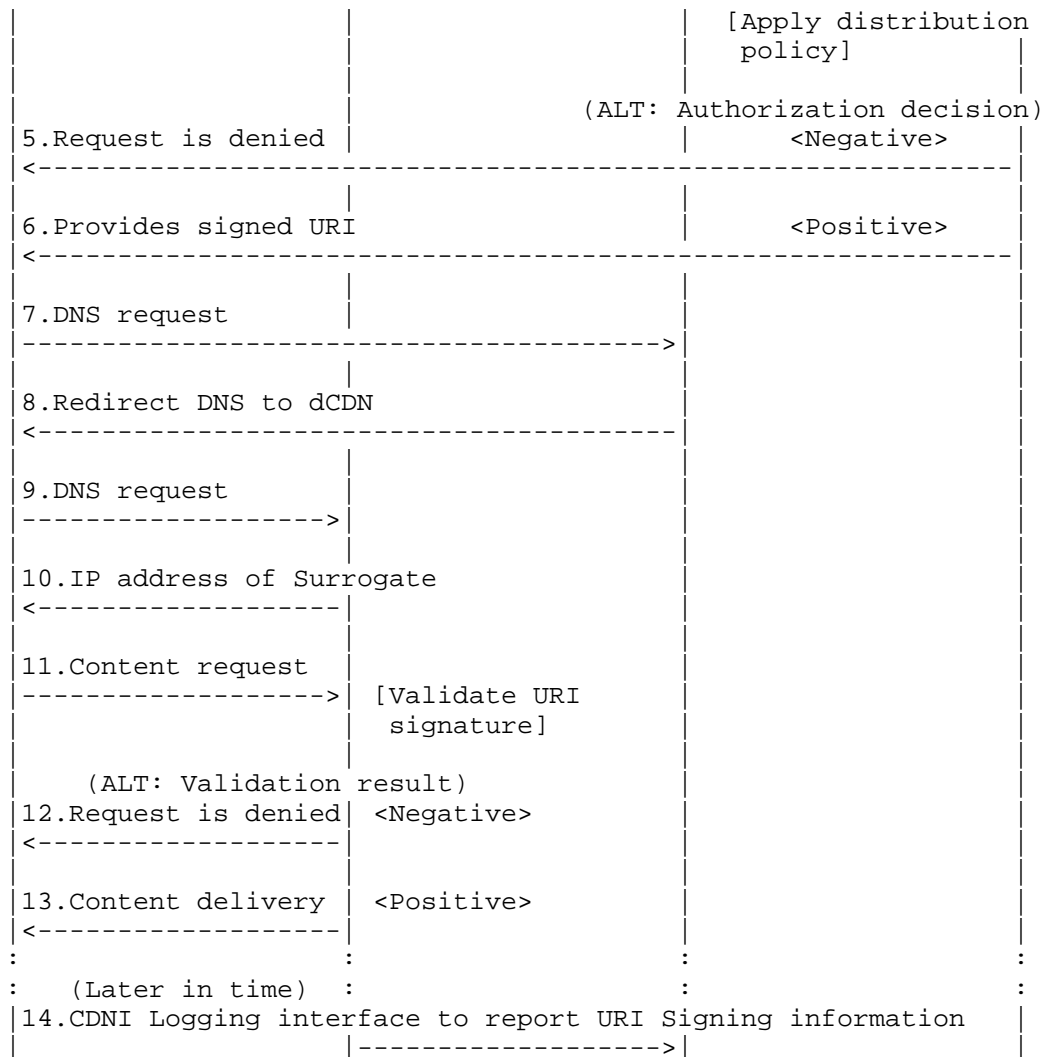 [Apply distribution
policy]
(ALT: Authorization decision)
5.Request is denied <Negative>
6.Provides signed URI <Positive>
7.DNS request
8.Redirect DNS to dCDN
9.DNS request
10.IP address of Surrogate
11.Content request
[Validate URI
signature]
(ALT: Validation result)
12.Request is denied <Negative>
13.Content delivery <Positive>
(Later in time)
14.CDNI Logging interface to report URI Signing information